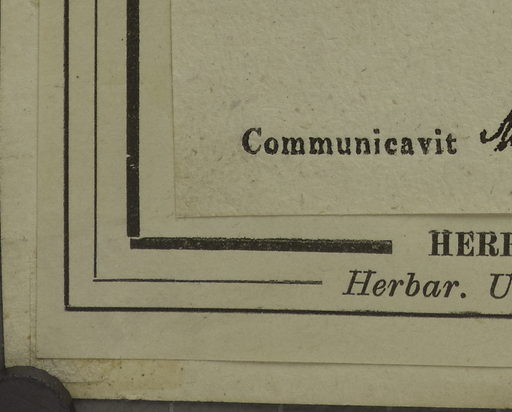 Communicavit
HERB
Herbar. U